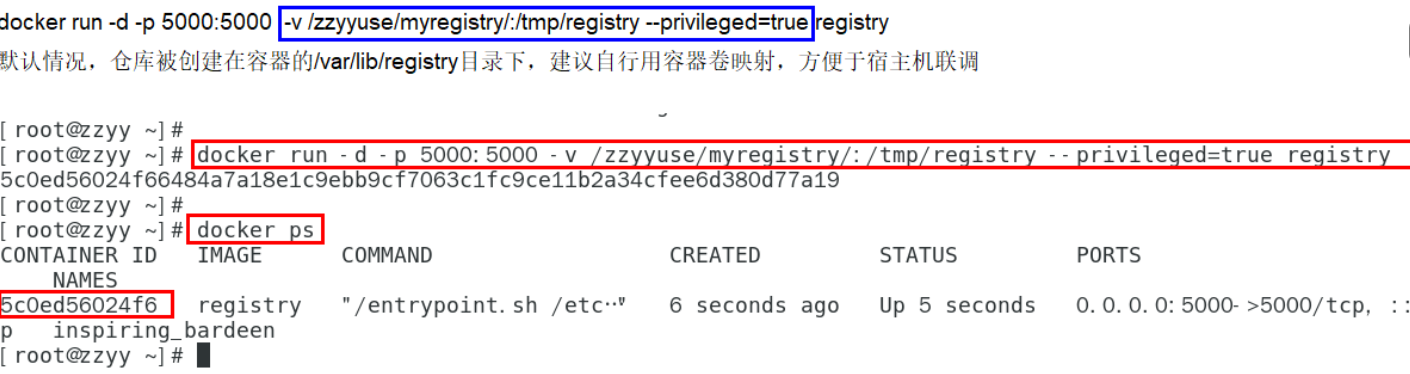 docker run -d -p 5000:5000 -v /zzyyuse/myregistry/:/tmp/registry --privileged=true registry
默认情况，仓库被创建在容器的/var/lib/registry目录下，建议自行用容器卷映射，方便于宿主机联调
[root@zzyy ~]#
[root@zzyy ~]# docker run -d -p 5000:5000 -v /zzyyuse/myregistry/:/tmp/registry --privileged=true registry
5c0ed56024f66484a7a18e1c9ebb9cf7063c1fc9ce11b2a34cfee6d380d77a19
[root@zzyy ~]#
[root@zzyy ~]# docker ps
CONTAINER ID   IMAGE      COMMAND                  CREATED         STATUS         PORTS
    NAMES
5c0ed56024f6   registry   "/entrypoint.sh /etc…"   6 seconds ago   Up 5 seconds   0.0.0.0:5000->5000/tcp, ::
p   inspiring_bardeen
[root@zzyy ~]#